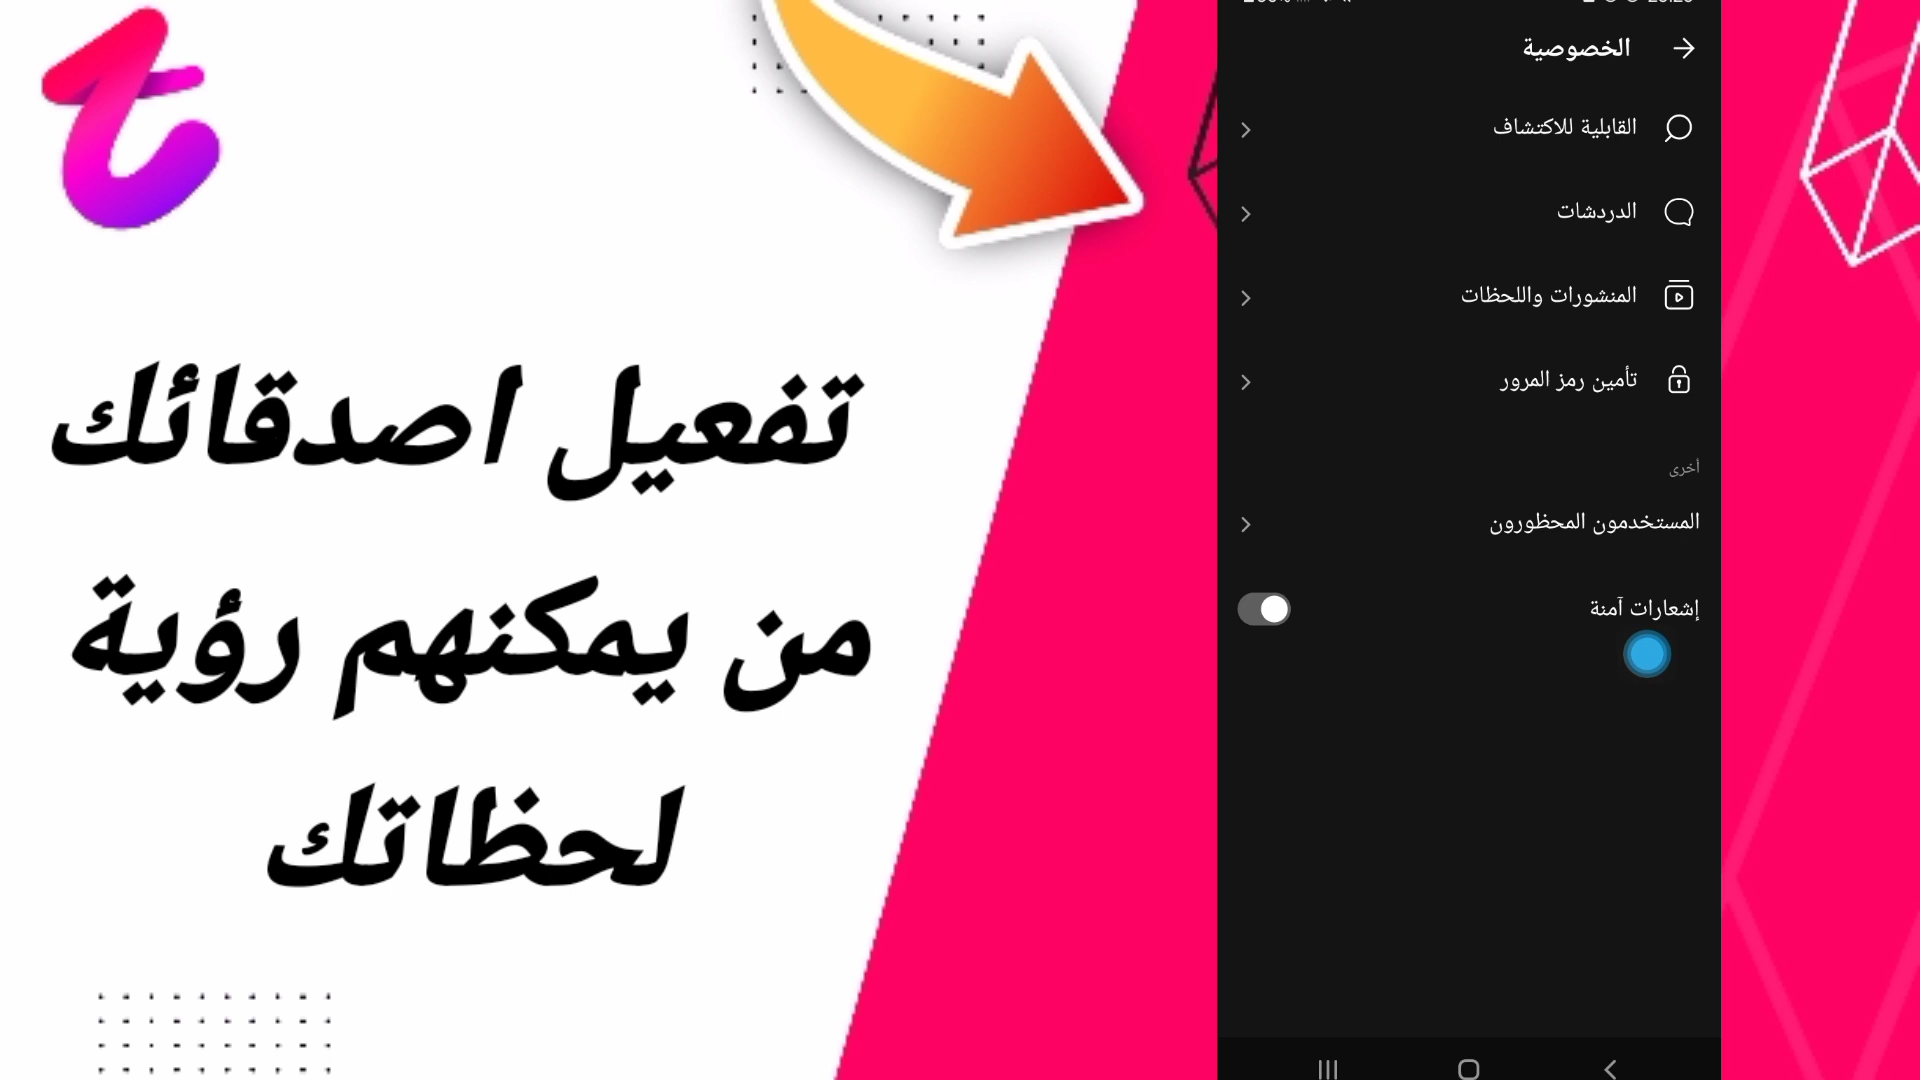 تفعيل اصدقائك
من يمكنهم رؤية
لحظاتك
الخصوصية
القابلية للاكتشاف
الدردشات
المنشورات واللحظات
تأمين رمز المرور
أخرى
المستخدمون المحظورون
إشعارات آمنة